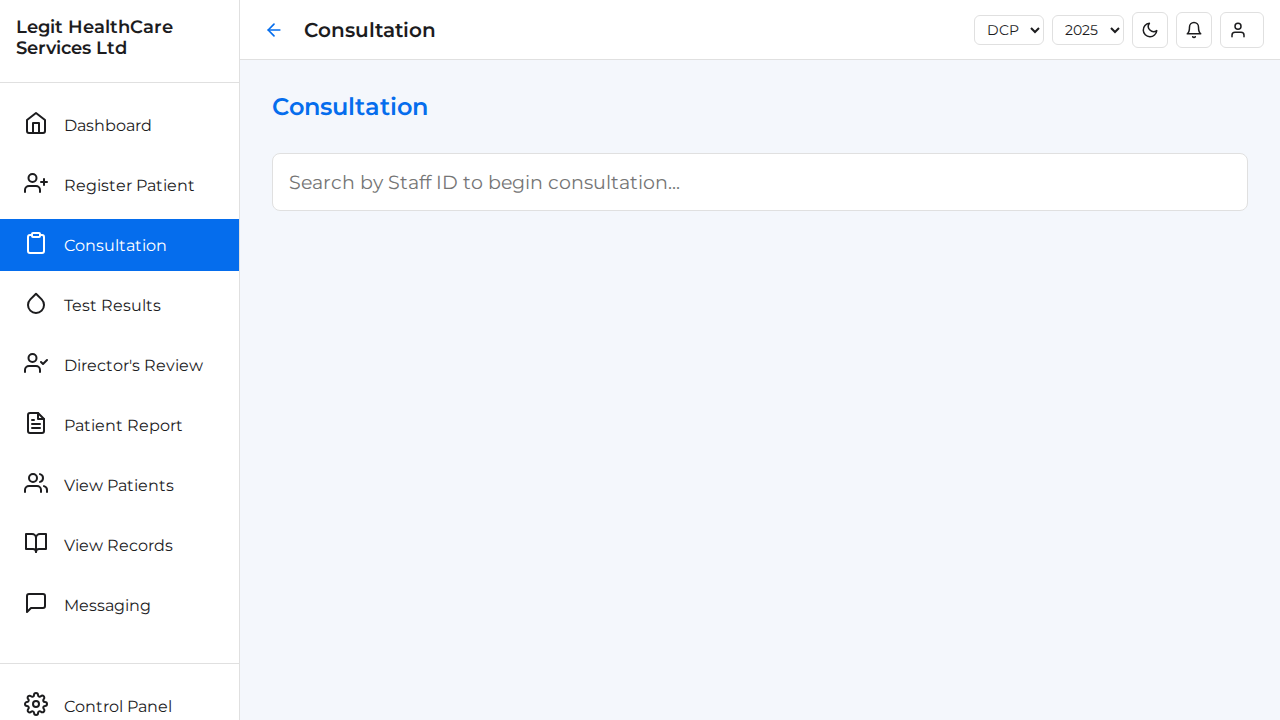 Legit HealthCare
Services Ltd
Consultation
DCP
2025
Dashboard
Register Patient
Consultation
Test Results
Director's Review
Patient Report
View Patients
View Records
Messaging
Control Panel
Consultation
Search by Staff ID to begin consultation...